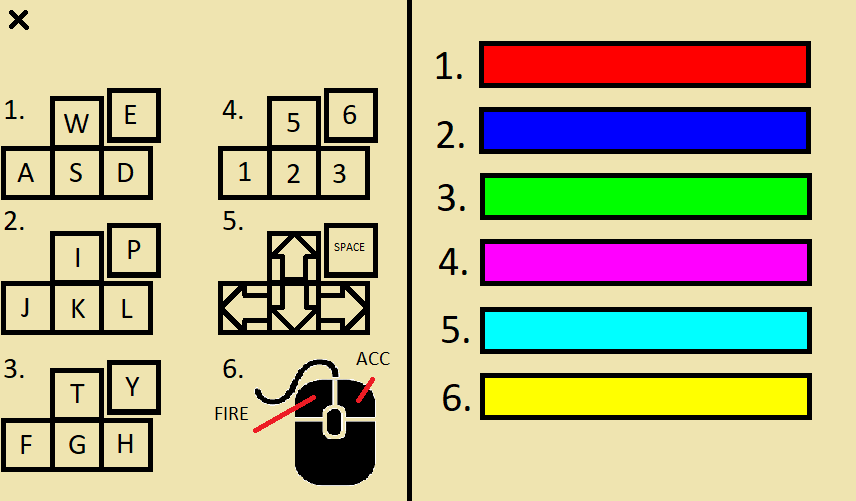 ×
1.
W E
A S D
2.
I P
J K L
3.
T Y
F G H
4.
5 6
1 2 3
5.
SPACE
6.
ACC
FIRE
1.
2.
3.
4.
5.
6.